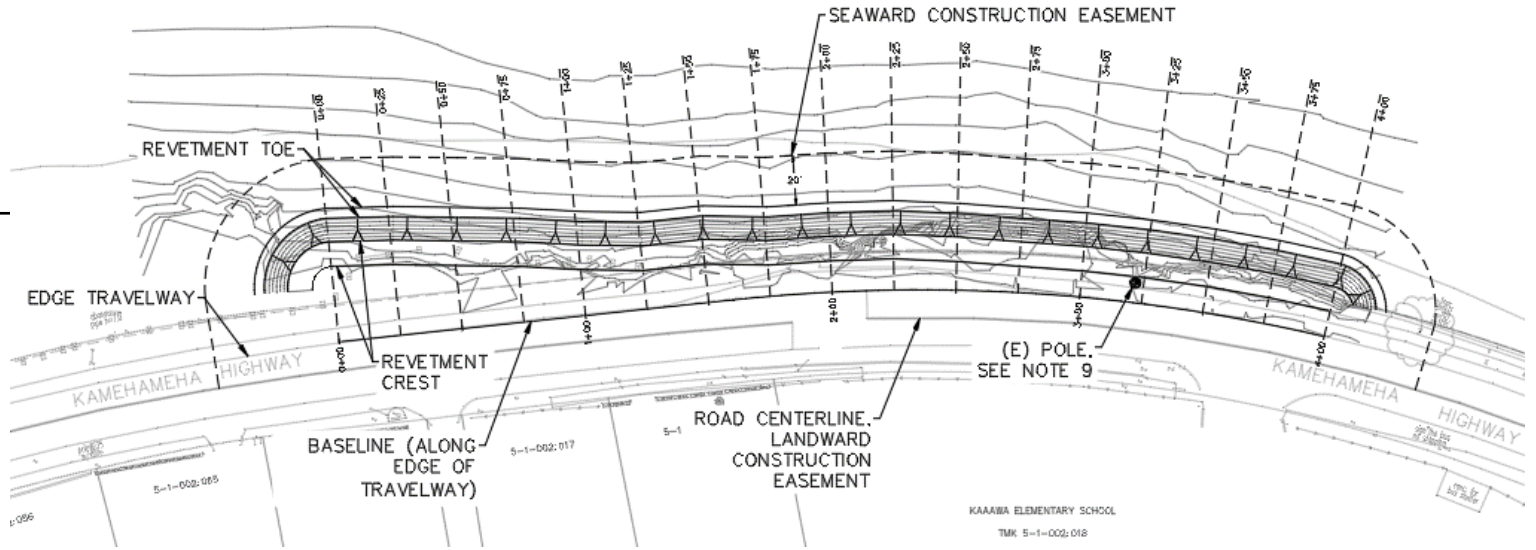 SEAWARD CONSTRUCTION EASEMENT
0+00
0+25
0+50
0+75
1+00
1+25
1+50
1+75
2+00
2+25
2+50
2+75
3+00
3+25
3+50
3+75
4+00
REVETMENT TOE
20'
EDGE TRAVELWAY
KAMEHAMEHA HIGHWAY
0+00
1+00
2+00
3+00
4+00
REVETMENT
CREST
(E) POLE.
SEE NOTE 9
KAMEHAMEHA
HIGHWAY
BASELINE (ALONG
EDGE OF
TRAVELWAY)
ROAD CENTERLINE.
LANDWARD
CONSTRUCTION
EASEMENT
5-1-002:017
5-1
5-1-002:065
2:056
KAAAWA ELEMENTARY SCHOOL
TMK 5-1-002:018